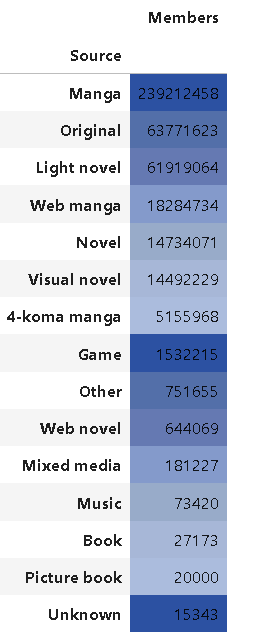 Members
Source
Manga 239212458
Original 63771623
Light novel 61919064
Web manga 18284734
Novel 14734071
Visual novel 14492229
4-koma manga 5155968
Game 1532215
Other 751655
Web novel 644069
Mixed media 181227
Music 73420
Book 27173
Picture book 20000
Unknown 15343